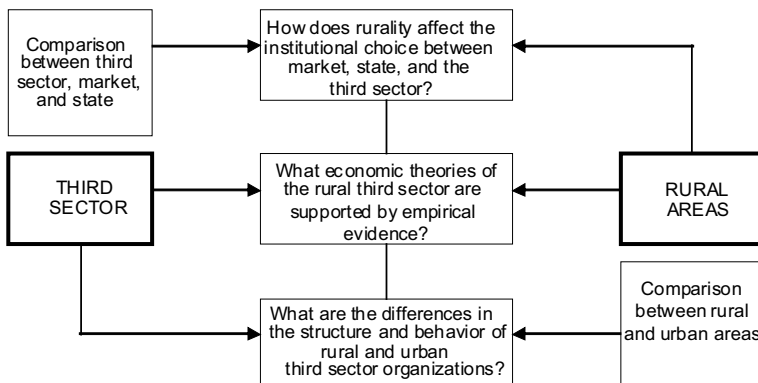 Comparison
between third
sector, market,
and state
How does rurality affect the
institutional choice between
market, state, and the
third sector?
THIRD
SECTOR
What economic theories of
the rural third sector are
supported by empirical
evidence?
RURAL
AREAS
What are the differences in
the structure and behavior of
rural and urban
third sector organizations?
Comparison
between rural
and urban areas